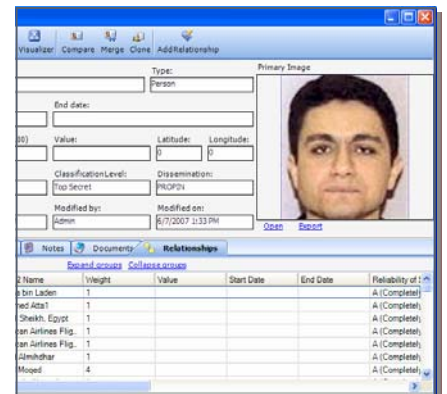 Visualizer Compare Merge Clone AddRelationship
Type: Primary Image
Person
End date:
Value: Latitude: Longitude:
0 0
ClassificationLevel: Dissemination:
Top Secret PROPIN
Modified by: Modified on:
Admin 6/7/2007 1:33 PM
Open Export
Notes Documents Relationships
Expand groups Collapse groups
Name Weight Value Start Date End Date Reliability of
bin Laden 1 A (Completely
Atta1 1 A (Completely
Sheikh, Egypt 1 A (Completely
Airlines Flig.. 1 A (Completely
Airlines Flig.. 1 A (Completely
Almihdhar 1 A (Completely
Moqed 4 A (Completely